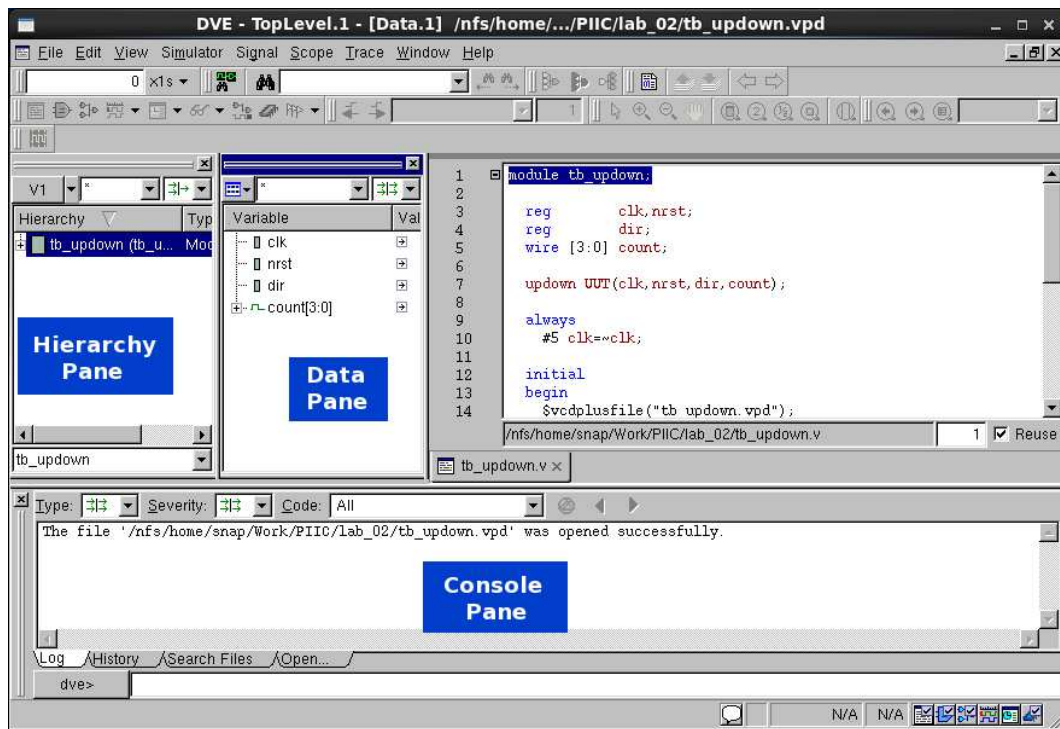 DVE - TopLevel.1 - [Data.1] /nfs/home/.../PIIC/lab_02/tb_updown.vpd
File Edit View Simulator Signal Scope Trace Window Help
0 x1s
1
V1 *
*
Hierarchy Typ
Variable Val
tb_updown (tb_u... Mod
clk
nrst
dir
count[3:0]
Hierarchy
Pane
Data
Pane
tb_updown
1 module tb_updown;
2
3 reg clk,nrst;
4 reg dir;
5 wire [3:0] count;
6
7 updown UUT(clk,nrst,dir,count);
8
9 always
10 #5 clk=~clk;
11
12 initial
13 begin
14 $vcdplusfile("tb_updown.vpd");
/nfs/home/snap/Work/PIIC/lab_02/tb_updown.v 1 Reuse
tb_updown.v
Type: Severity: Code: All
The file '/nfs/home/snap/Work/PIIC/lab_02/tb_updown.vpd' was opened successfully.
Console
Pane
Log History Search Files Open...
dve>
N/A N/A